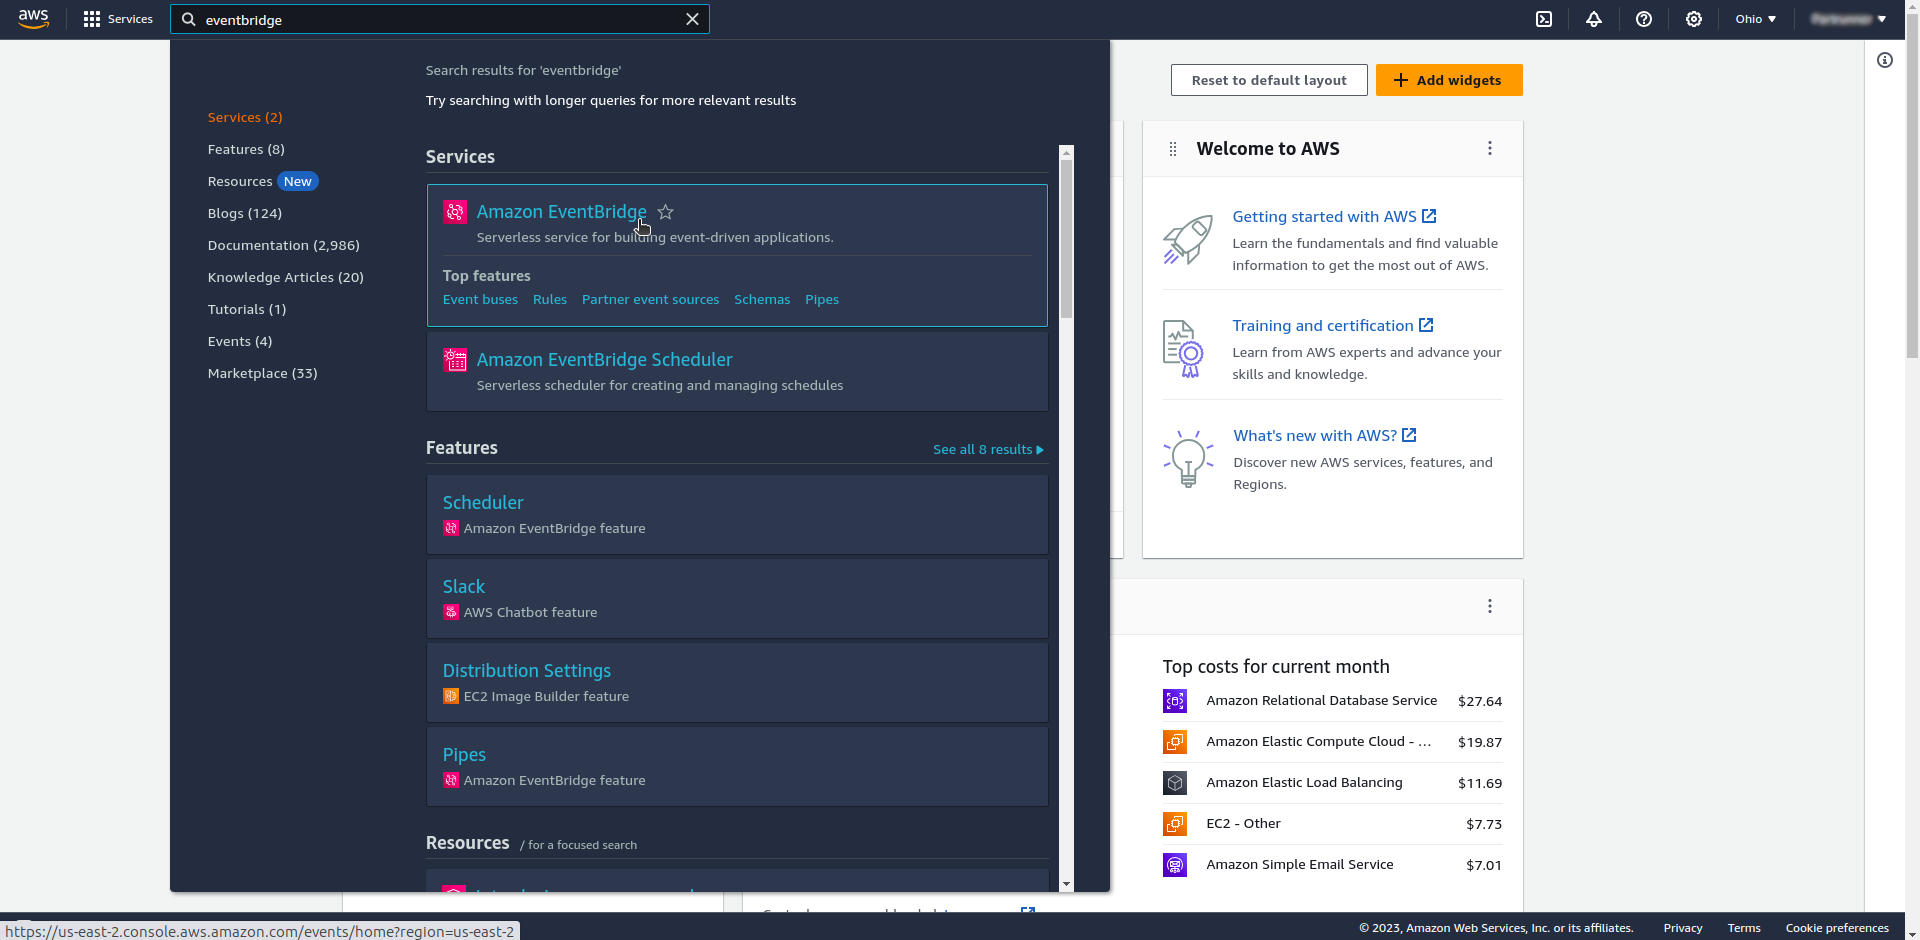 aws
Services
eventbridge
Ohio
Search results for 'eventbridge'
Try searching with longer queries for more relevant results
Services (2)
Features (8)
Resources New
Blogs (124)
Documentation (2,986)
Knowledge Articles (20)
Tutorials (1)
Events (4)
Marketplace (33)
Services
Amazon EventBridge
Serverless service for building event-driven applications.
Top features
Event buses Rules Partner event sources Schemas Pipes
Amazon EventBridge Scheduler
Serverless scheduler for creating and managing schedules
Features See all 8 results
Scheduler
Amazon EventBridge feature
Slack
AWS Chatbot feature
Distribution Settings
EC2 Image Builder feature
Pipes
Amazon EventBridge feature
Resources / for a focused search
Reset to default layout
Add widgets
Welcome to AWS
Getting started with AWS
Learn the fundamentals and find valuable
information to get the most out of AWS.
Training and certification
Learn from AWS experts and advance your
skills and knowledge.
What's new with AWS?
Discover new AWS services, features, and
Regions.
Top costs for current month
Amazon Relational Database Service $27.64
Amazon Elastic Compute Cloud - ... $19.87
Amazon Elastic Load Balancing $11.69
EC2 - Other $7.73
Amazon Simple Email Service $7.01
https://us-east-2.console.aws.amazon.com/events/home?region=us-east-2
© 2023, Amazon Web Services, Inc. or its affiliates. Privacy Terms Cookie preferences